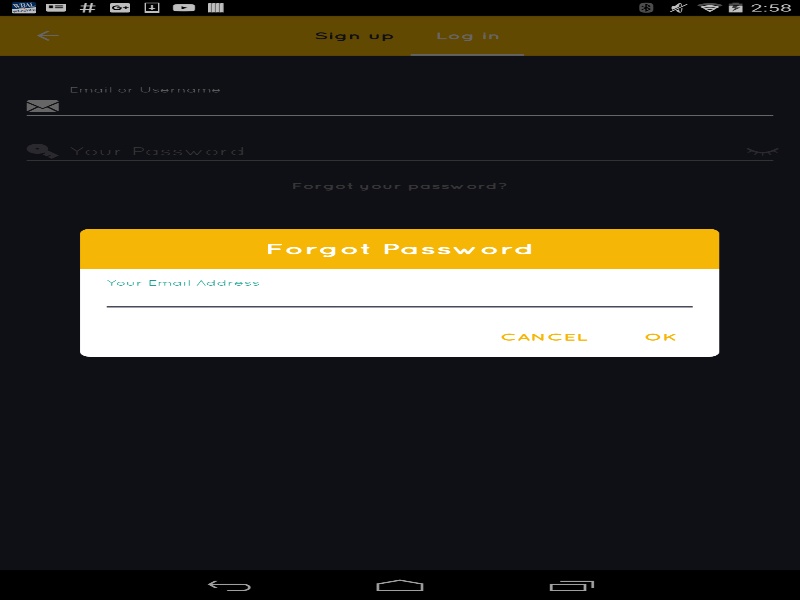 2:58
Sign up
Log in
Email or Username
Your Password
Forgot your password?
Forgot Password
Your Email Address
CANCEL
OK